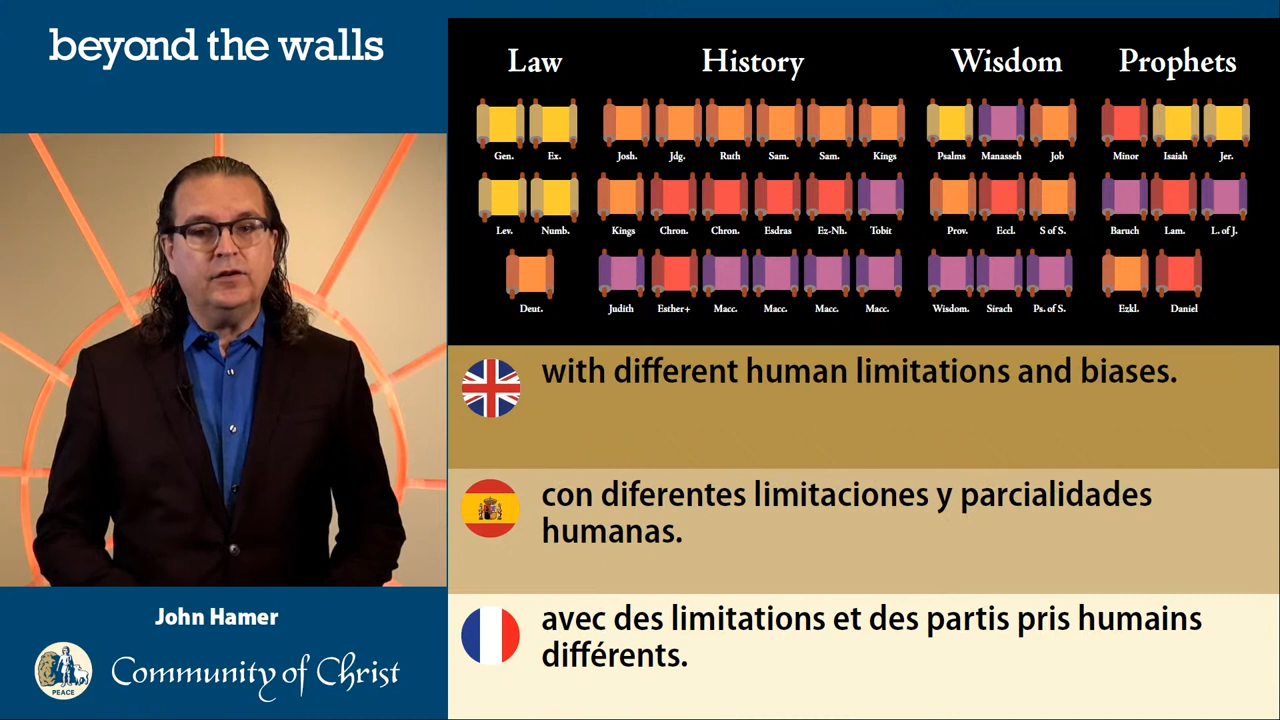 beyond the walls
Law History Wisdom Prophets
Gen. Ex. Josh. Jdg. Ruth Sam. Sam. Kings Psalms Manasseh Job Minor Isaiah Jer.
Lev. Numb. Kings Chron. Chron. Esdras Ez-Nh. Tobit Prov. Eccl. S of S. Baruch Lam. L. of J.
Deut. Judith Esther+ Macc. Macc. Macc. Macc. Wisdom. Sirach Ps. of S. Ezkl. Daniel
with different human limitations and biases.
con diferentes limitaciones y parcialidades
humanas.
avec des limitations et des partis pris humains
différents.
John Hamer
PEACE
Community of Christ